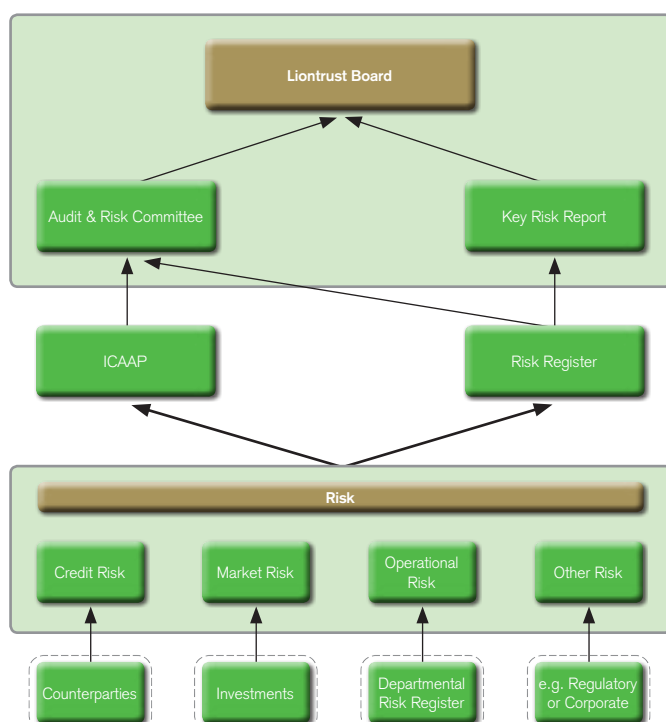 Liontrust Board
Audit & Risk Committee
Key Risk Report
ICAAP
Risk Register
Risk
Credit Risk
Market Risk
Operational
Risk
Other Risk
Counterparties
Investments
Departmental
Risk Register
e.g. Regulatory
or Corporate